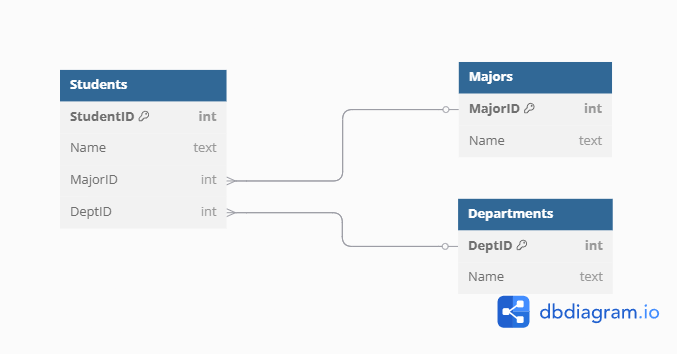 Students
StudentID int
Name text
MajorID int
DeptID int
Majors
MajorID int
Name text
Departments
DeptID int
Name text
dbdiagram.io